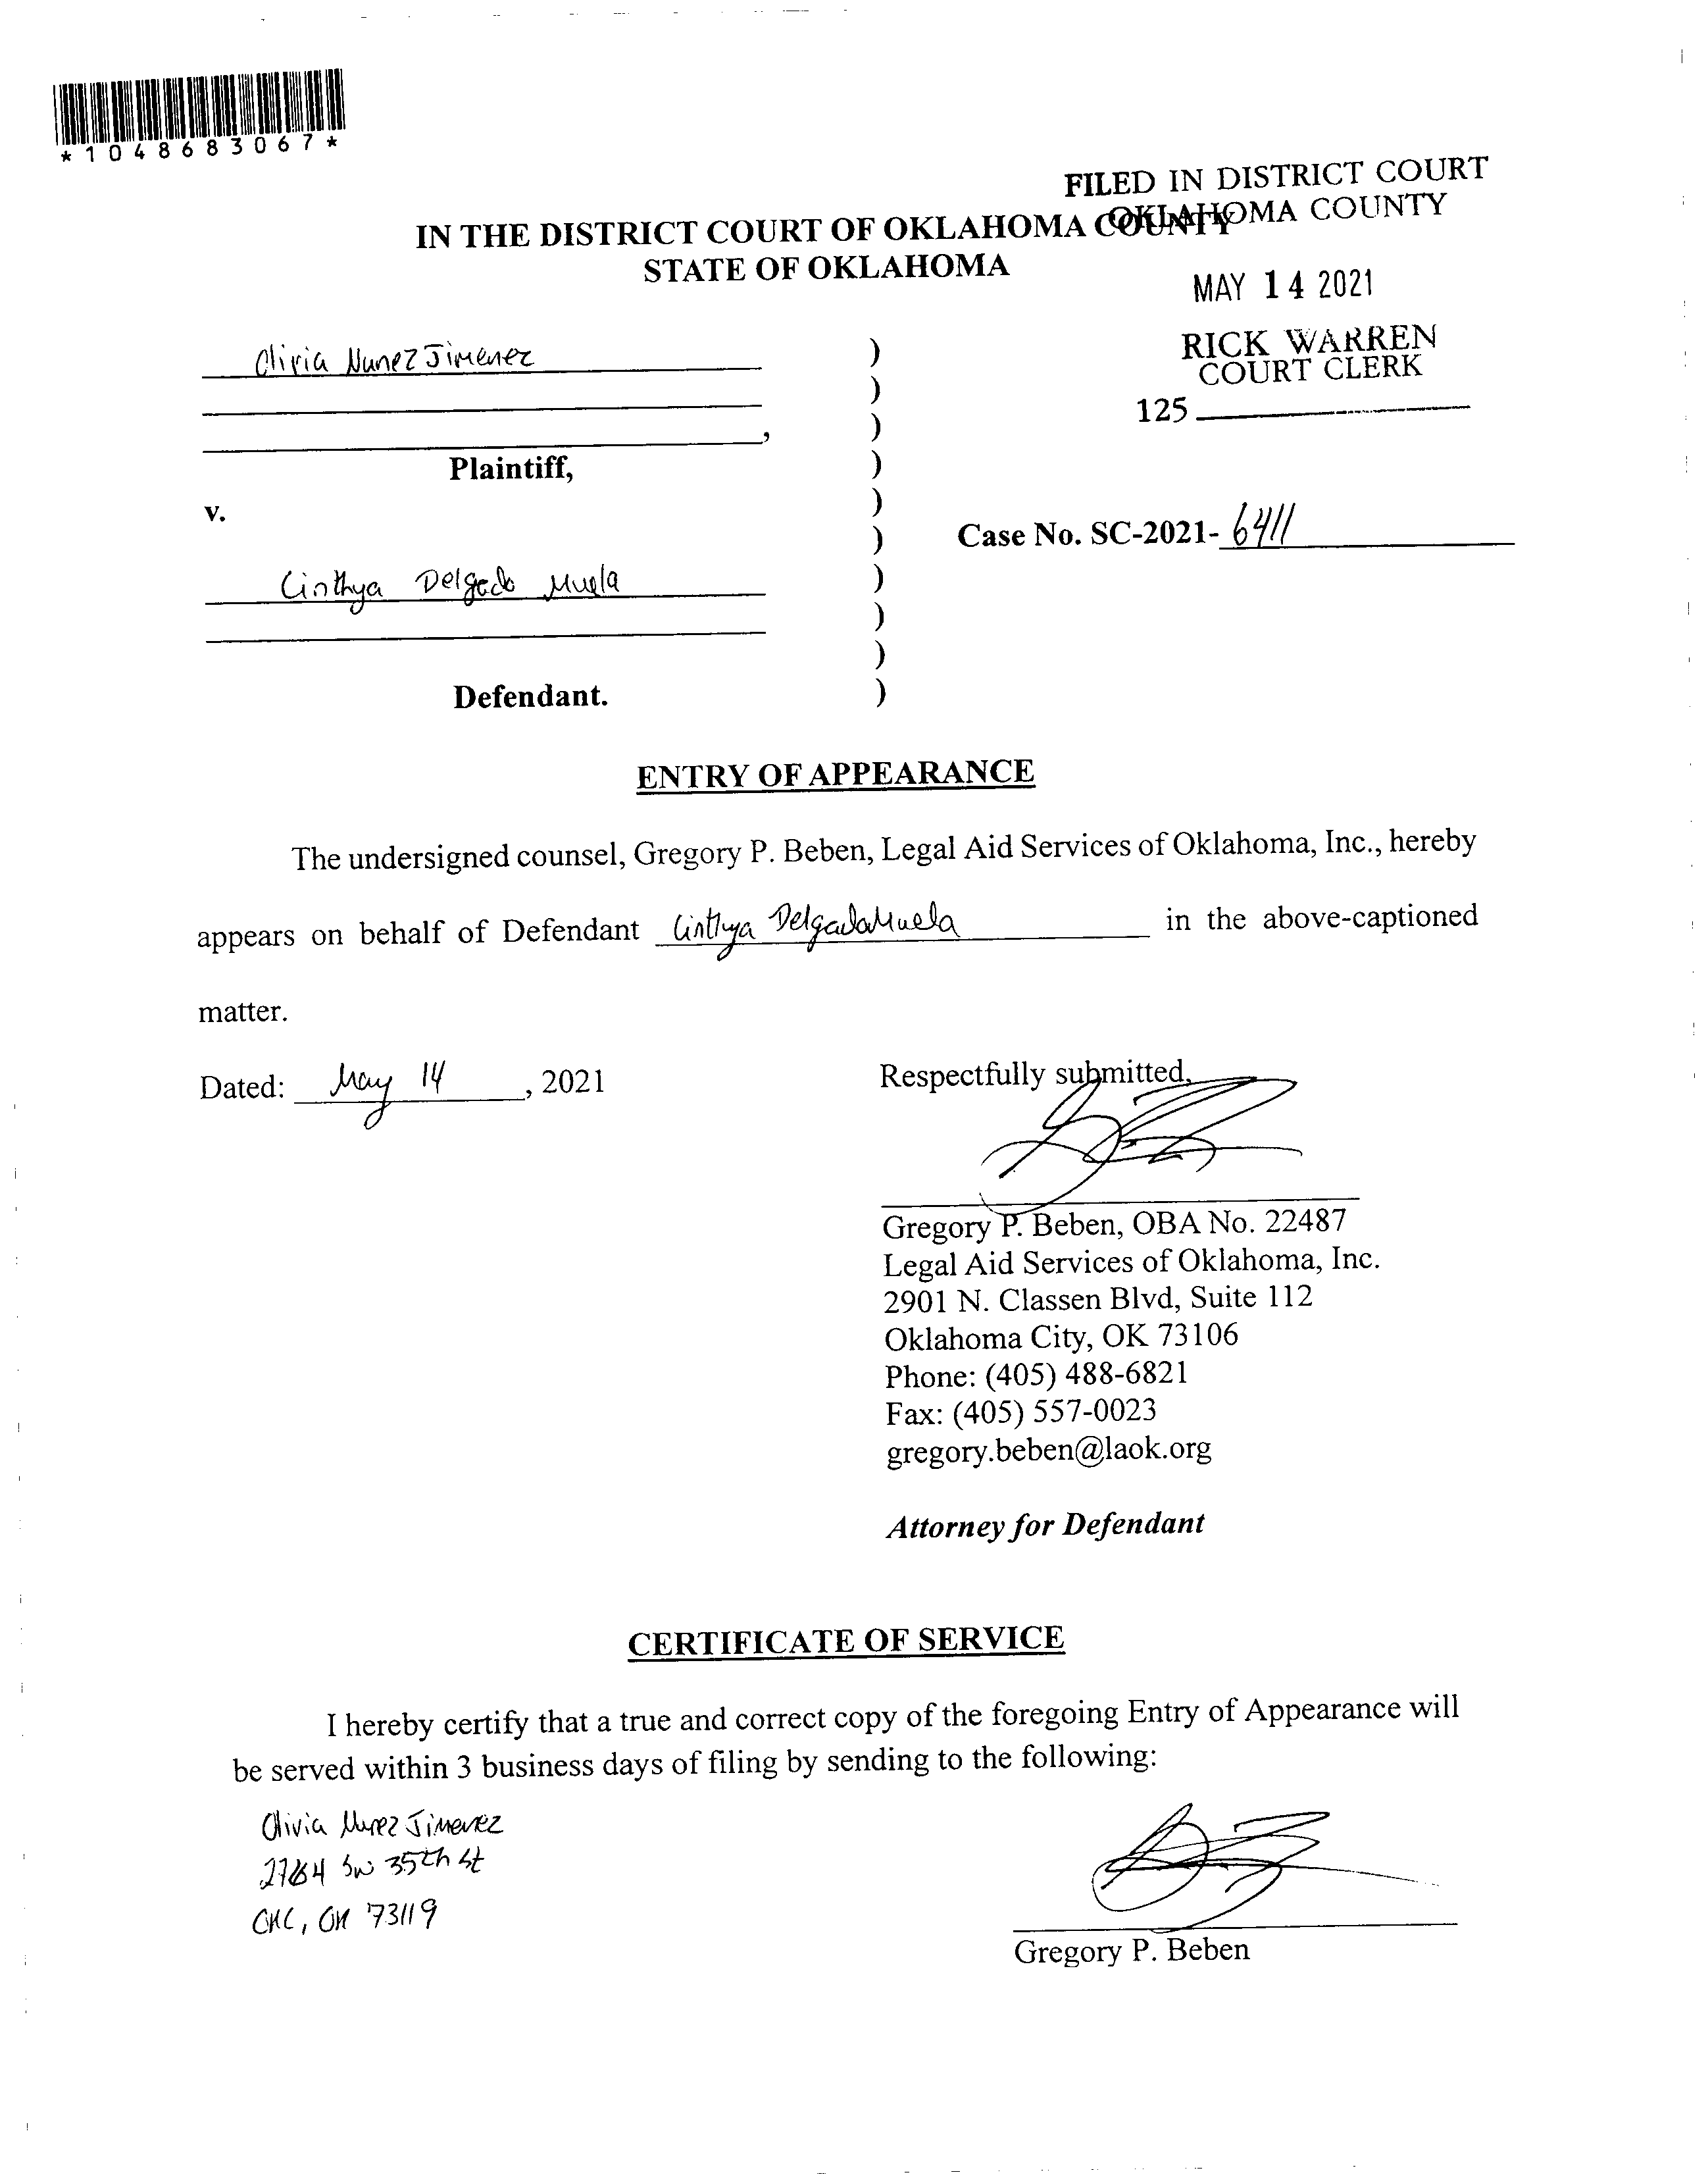 *1048683067*
FILED IN DISTRICT COURT
OKLAHOMA COUNTY
IN THE DISTRICT COURT OF OKLAHOMA COUNTY
STATE OF OKLAHOMA
MAY 14 2021
RICK WARREN
COURT CLERK
125
Olivia Nunez Jimenez )
)
, )
Plaintiff, )
v. )
Case No. SC-2021- 6411 )
Cinthya Delgado Muela )
)
)
Defendant. )
ENTRY OF APPEARANCE
The undersigned counsel, Gregory P. Beben, Legal Aid Services of Oklahoma, Inc., hereby
appears on behalf of Defendant Cinthya Delgado Muela in the above-captioned
matter.
Dated: May 14, 2021
Respectfully submitted,
Gregory P. Beben, OBA No. 22487
Legal Aid Services of Oklahoma, Inc.
2901 N. Classen Blvd, Suite 112
Oklahoma City, OK 73106
Phone: (405) 488-6821
Fax: (405) 557-0023
gregory.beben@laok.org
Attorney for Defendant
CERTIFICATE OF SERVICE
I hereby certify that a true and correct copy of the foregoing Entry of Appearance will
be served within 3 business days of filing by sending to the following:
Olivia Nunez Jimenez
SW 35th St
OKC, OK 73119
Gregory P. Beben